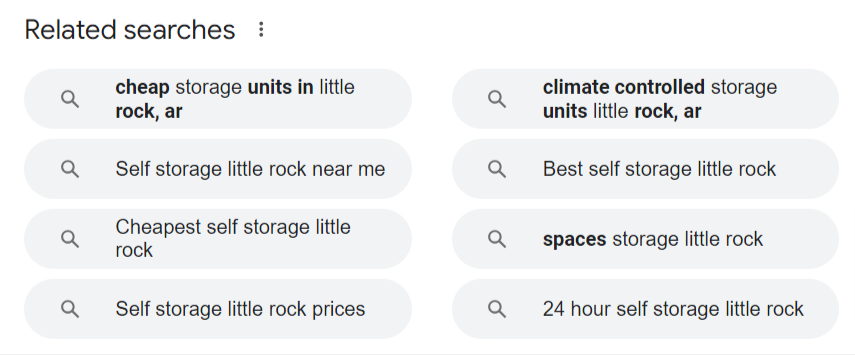 Related searches
cheap storage units in little
rock, ar
climate controlled storage
units little rock, ar
Self storage little rock near me
Best self storage little rock
Cheapest self storage little
rock
spaces storage little rock
Self storage little rock prices
24 hour self storage little rock